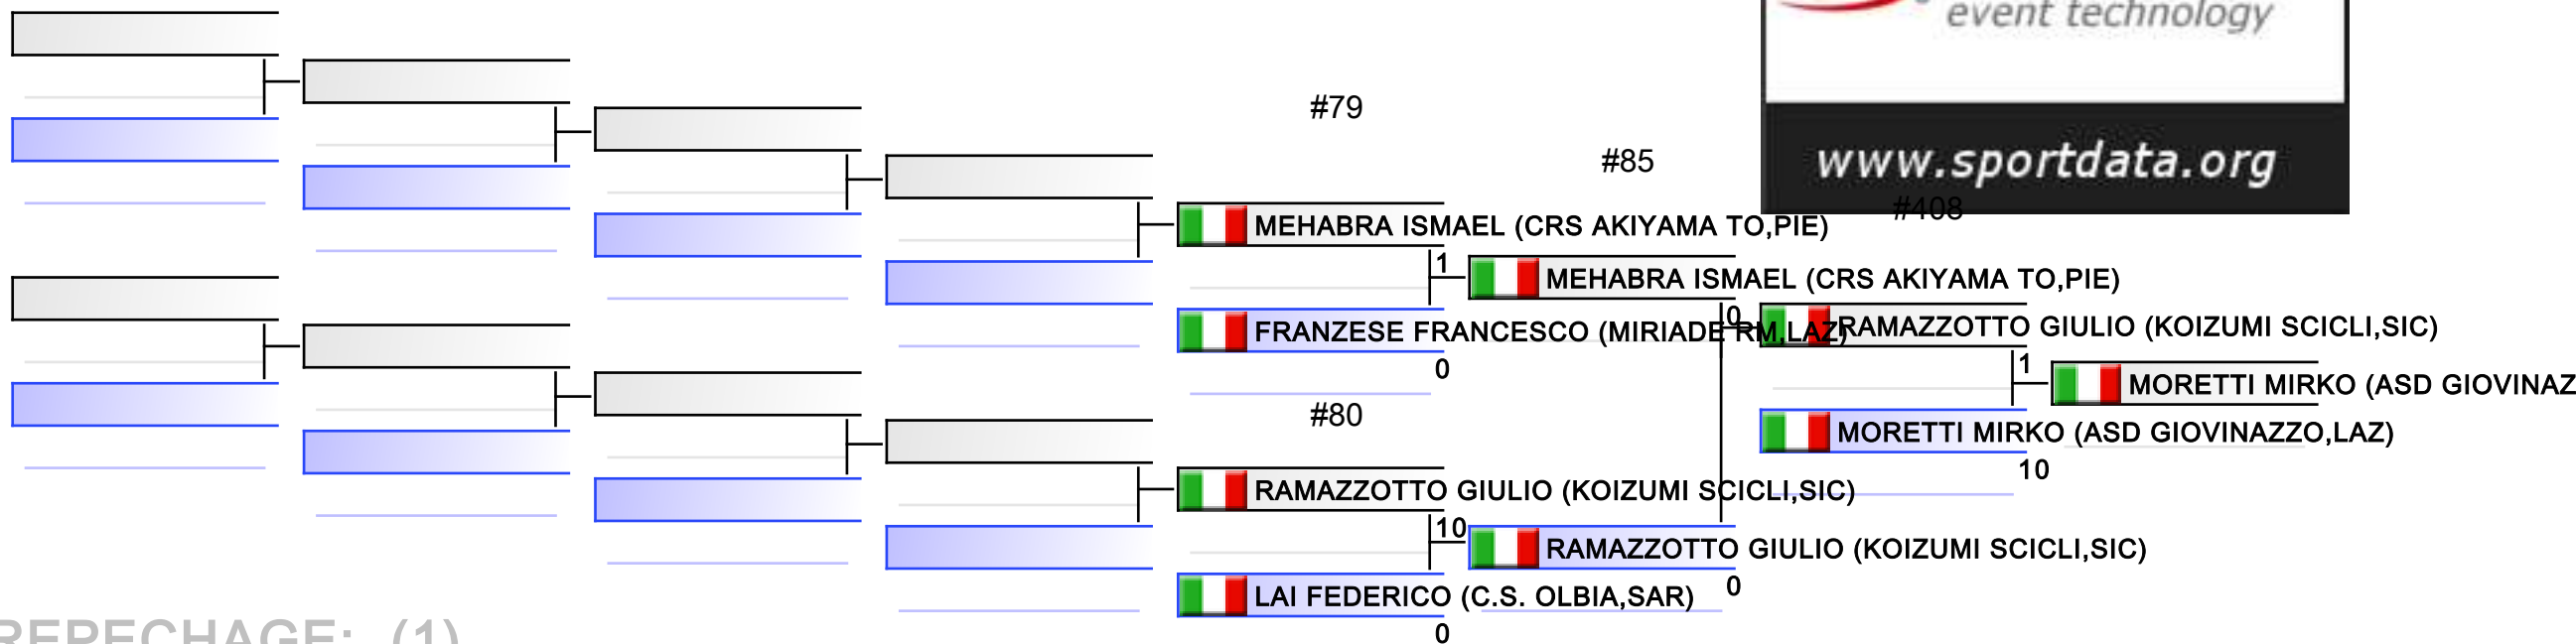 event technology
www.sportdata.org
#79
#85
#408
MEHABRA ISMAEL (CRS AKIYAMA TO,PIE)
1
MEHABRA ISMAEL (CRS AKIYAMA TO,PIE)
0
FRANZESE FRANCESCO (MIRIADE RM,LAZ)
0
RAMAZZOTTO GIULIO (KOIZUMI SCICLI,SIC)
1
MORETTI MIRKO (ASD GIOVINAZ
MORETTI MIRKO (ASD GIOVINAZZO,LAZ)
10
#80
RAMAZZOTTO GIULIO (KOIZUMI SCICLI,SIC)
10
RAMAZZOTTO GIULIO (KOIZUMI SCICLI,SIC)
0
LAI FEDERICO (C.S. OLBIA,SAR)
0
REPECHAGE: (1)